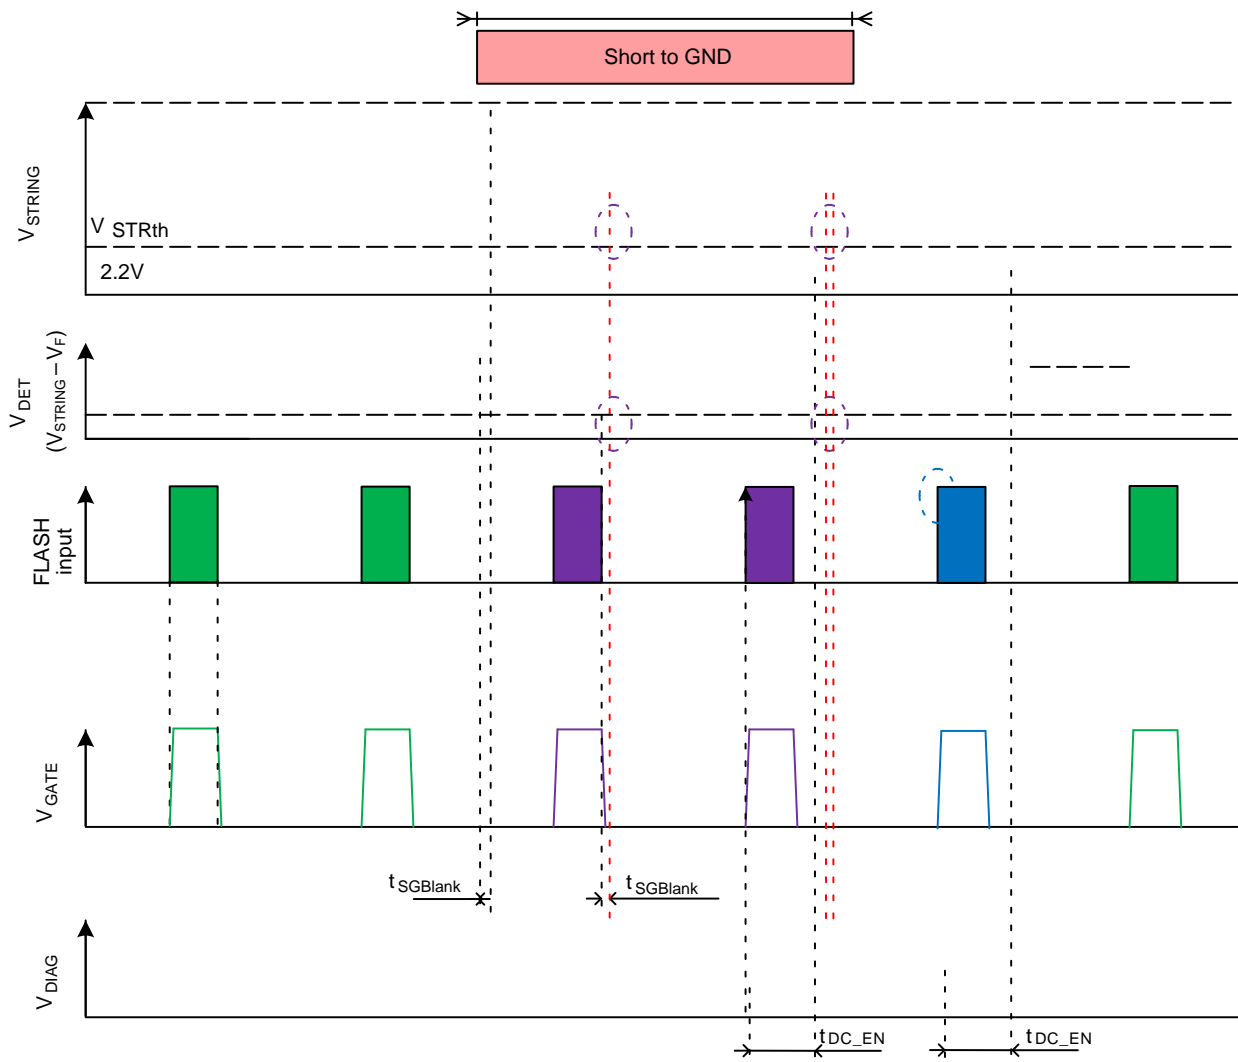 Short to GND
VSTRING
V STRth
2.2V
VDET
(VSTRING – VF)
FLASH
input
VGATE
tSGBlank
tSGBlank
VDIAG
tDC_EN
tDC_EN